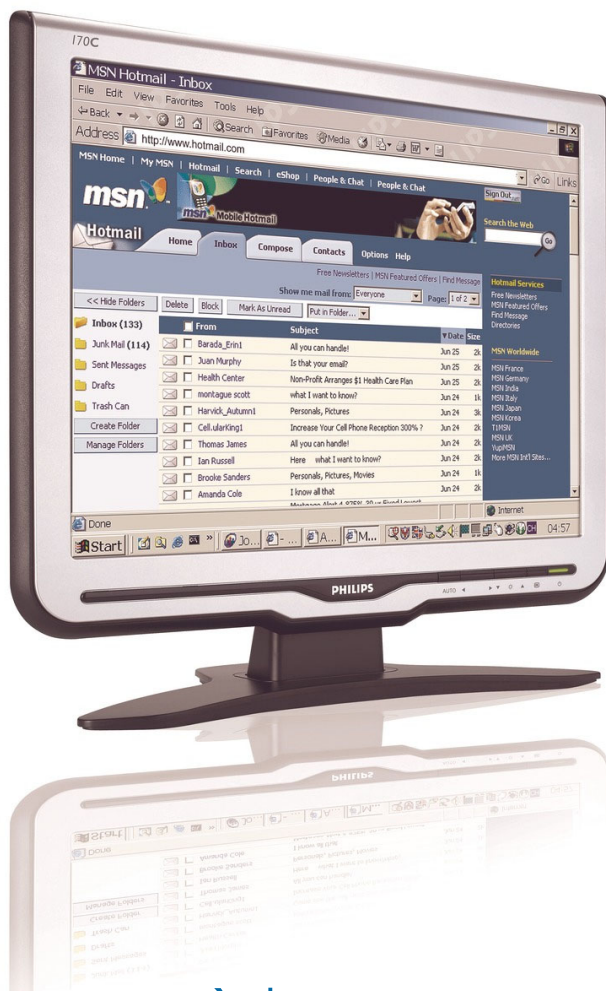 170C
MSN Hotmail - Inbox
File Edit View Favorites Tools Help
Back Search Favorites Media
Address http://www.hotmail.com Go Links
MSN Home | My MSN | Hotmail | Search | eShop | People & Chat | People & Chat
Sign Out
msn
msn Mobile Hotmail
Search the Web
Go
Hotmail
Home Inbox Compose Contacts Options Help
Free Newsletters | MSN Featured Offers | Find Message
Show me mail from: Everyone Page: 1 of 2
<< Hide Folders Delete Block Mark As Unread Put in Folder...
From Subject Date Size
Inbox (133)
Junk Mail (114)
Sent Messages
Drafts
Trash Can
Create Folder
Manage Folders
Barada_Erin1 All you can handle! Jun 25 2k
Juan Murphy Is that your email? Jun 25 2k
Health Center Non-Profit Arranges $1 Health Care Plan Jun 25 2k
montague scott what I want to know? Jun 24 1k
Harvick_Autumn1 Personals, Pictures Jun 24 3k
Cell.ularKing1 Increase Your Cell Phone Reception 300% ? Jun 24 2k
Thomas James All you can handle! Jun 24 2k
Ian Russell Here what I want to know? Jun 24 2k
Brooke Sanders Personals, Pictures, Movies Jun 24 1k
Amanda Cole I know all that Jun 24 2k
Hotmail Services
Free Newsletters
MSN Featured Offers
Find Message
Directories
MSN Worldwide
MSN France
MSN Germany
MSN India
MSN Italy
MSN Japan
MSN Korea
T1MSN
MSN UK
YupiMSN
More MSN Int'l Sites...
Done Internet
Start Jo... - ... A... M... 04:57
PHILIPS
AUTO